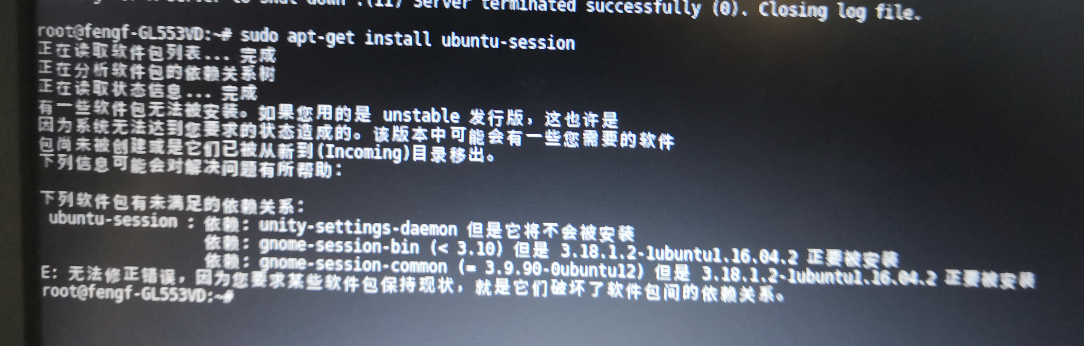 server to shut down .(II) Server terminated successfully (0). Closing log file.
root@fengf-GL553VD:~# sudo apt-get install ubuntu-session
正在读取软件包列表... 完成
正在分析软件包的依赖关系树
正在读取状态信息... 完成
有一些软件包无法被安装。如果您用的是 unstable 发行版，这也许是
因为系统无法达到您要求的状态造成的。该版本中可能会有一些您需要的软件
包尚未被创建或是它们已被从新到(Incoming)目录移出。
下列信息可能会对解决问题有所帮助：
下列软件包有未满足的依赖关系：
ubuntu-session : 依赖: unity-settings-daemon 但是它将不会被安装
依赖: gnome-session-bin (< 3.10) 但是 3.18.1.2-1ubuntu1.16.04.2 正要被安装
依赖: gnome-session-common (= 3.9.90-0ubuntu12) 但是 3.18.1.2-1ubuntu1.16.04.2 正要被安装
E: 无法修正错误，因为您要求某些软件包保持现状，就是它们破坏了软件包间的依赖关系。
root@fengf-GL553VD:~#